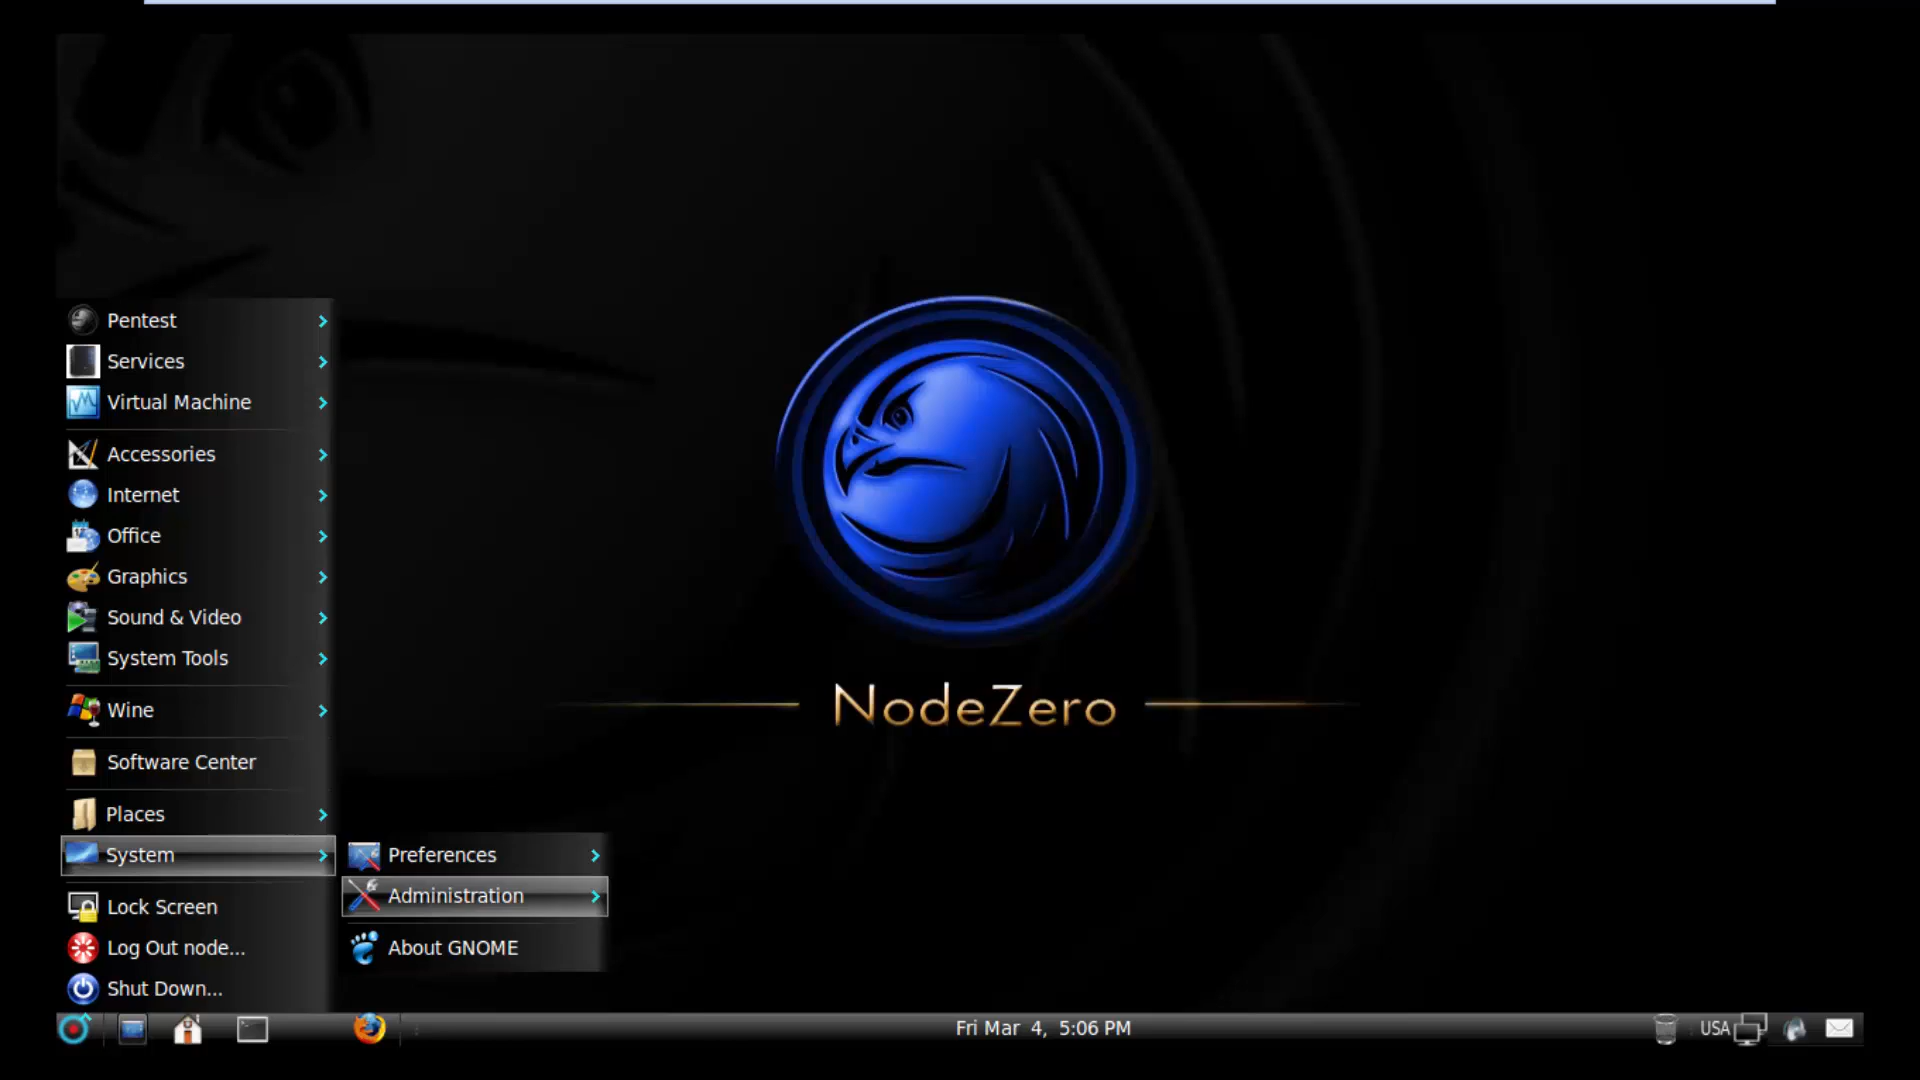 Pentest
Services
Virtual Machine
Accessories
Internet
Office
Graphics
Sound & Video
System Tools
Wine
Software Center
Places
System
Lock Screen
Log Out node...
Shut Down...
Preferences
Administration
About GNOME
NodeZero
Fri Mar 4, 5:06 PM
USA